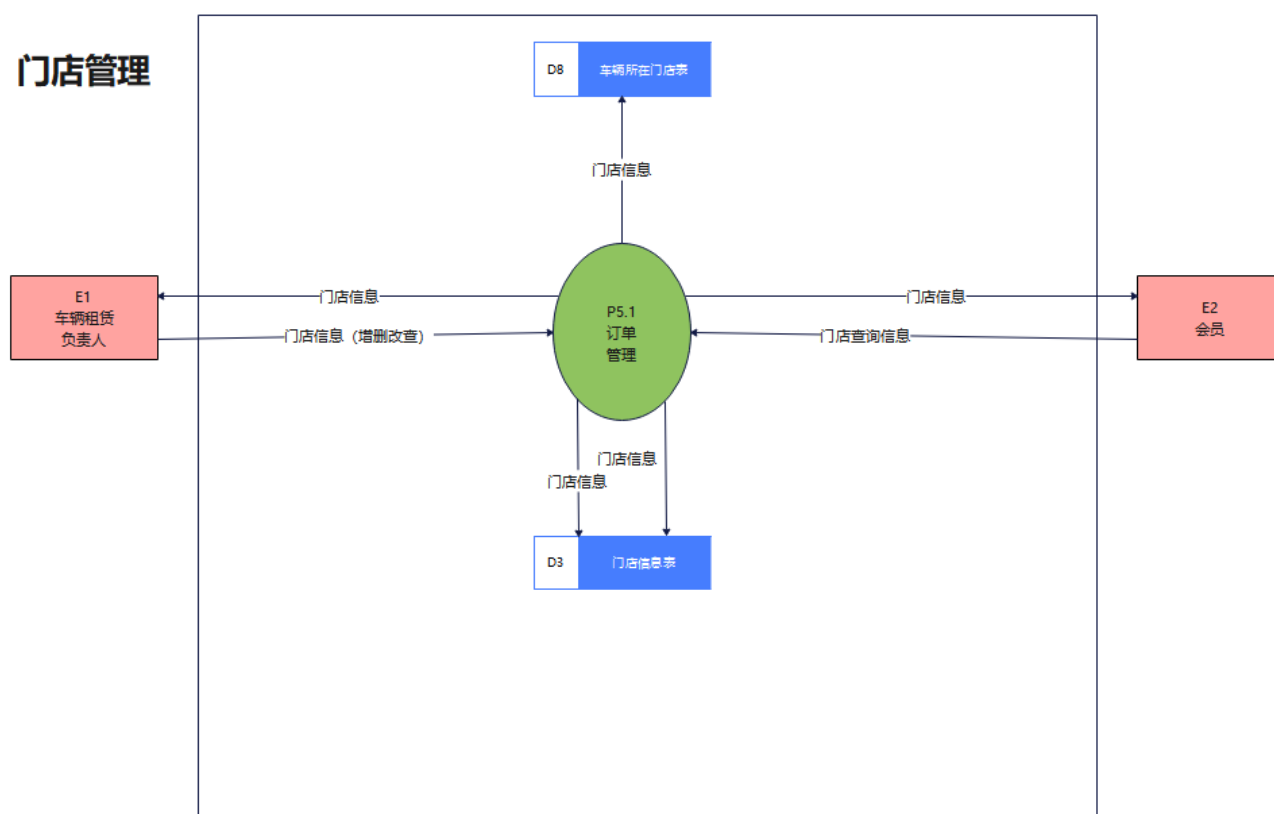 门店管理
D8
车辆所在门店表
门店信息
E1
车辆租赁
负责人
门店信息
门店信息（增删改查）
P5.1
订单
管理
门店信息
门店查询信息
E2
会员
门店信息
门店信息
D3
门店信息表